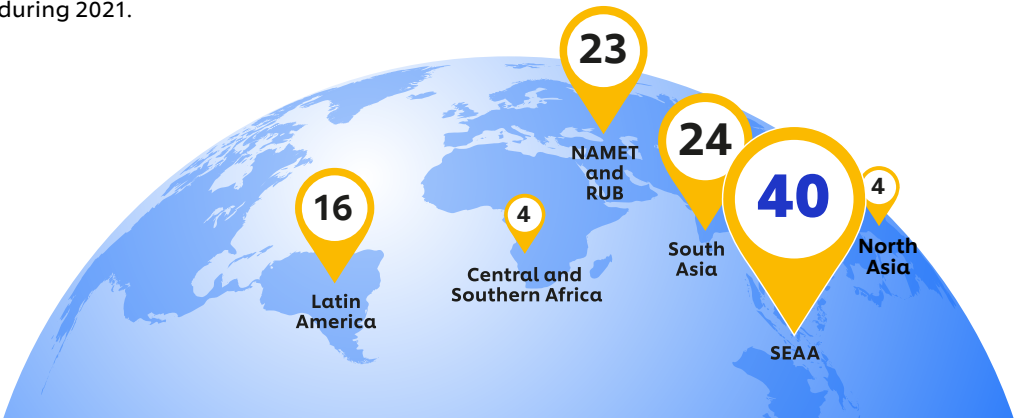 during 2021.
23
NAMET
and
RUB
24
South
Asia
40
SEAA
4
North
Asia
16
Latin
America
4
Central and
Southern Africa